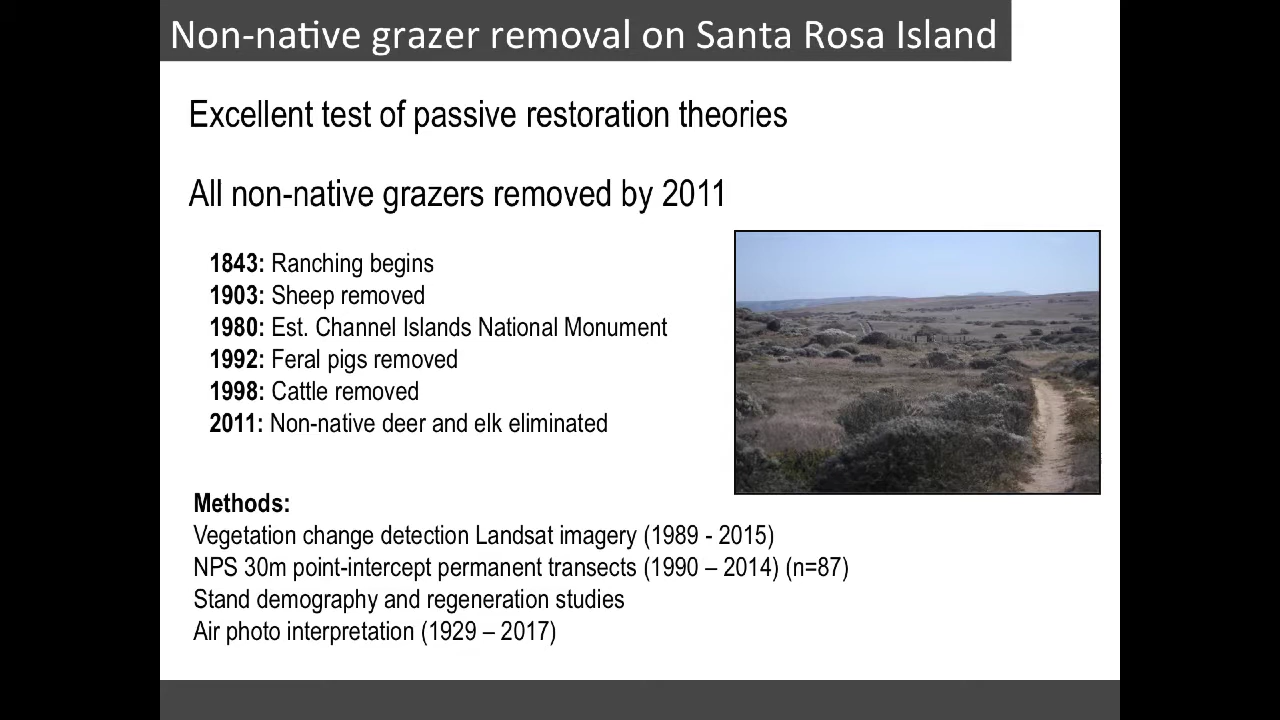 Non-native grazer removal on Santa Rosa Island
Excellent test of passive restoration theories
All non-native grazers removed by 2011
1843: Ranching begins
1903: Sheep removed
1980: Est. Channel Islands National Monument
1992: Feral pigs removed
1998: Cattle removed
2011: Non-native deer and elk eliminated
Methods:
Vegetation change detection Landsat imagery (1989 - 2015)
NPS 30m point-intercept permanent transects (1990 – 2014) (n=87)
Stand demography and regeneration studies
Air photo interpretation (1929 – 2017)